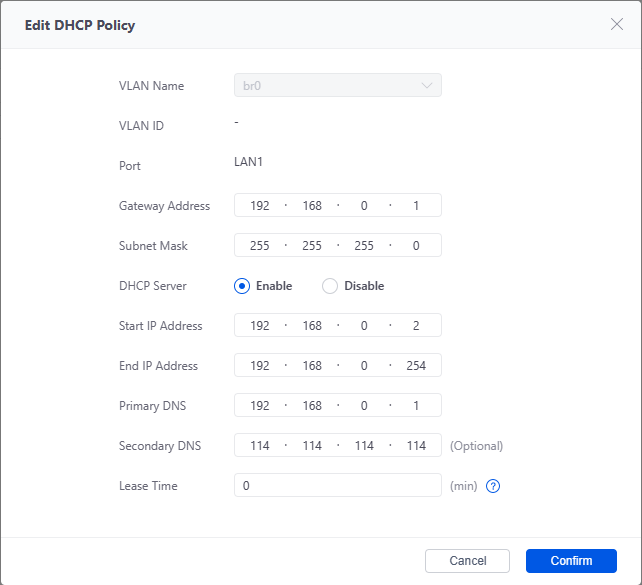 Edit DHCP Policy
VLAN Name br0
VLAN ID -
Port LAN1
Gateway Address 192 · 168 · 0 · 1
Subnet Mask 255 · 255 · 255 · 0
DHCP Server Enable Disable
Start IP Address 192 · 168 · 0 · 2
End IP Address 192 · 168 · 0 · 254
Primary DNS 192 · 168 · 0 · 1
Secondary DNS 114 · 114 · 114 · 114 (Optional)
Lease Time 0 (min) ?
Cancel Confirm